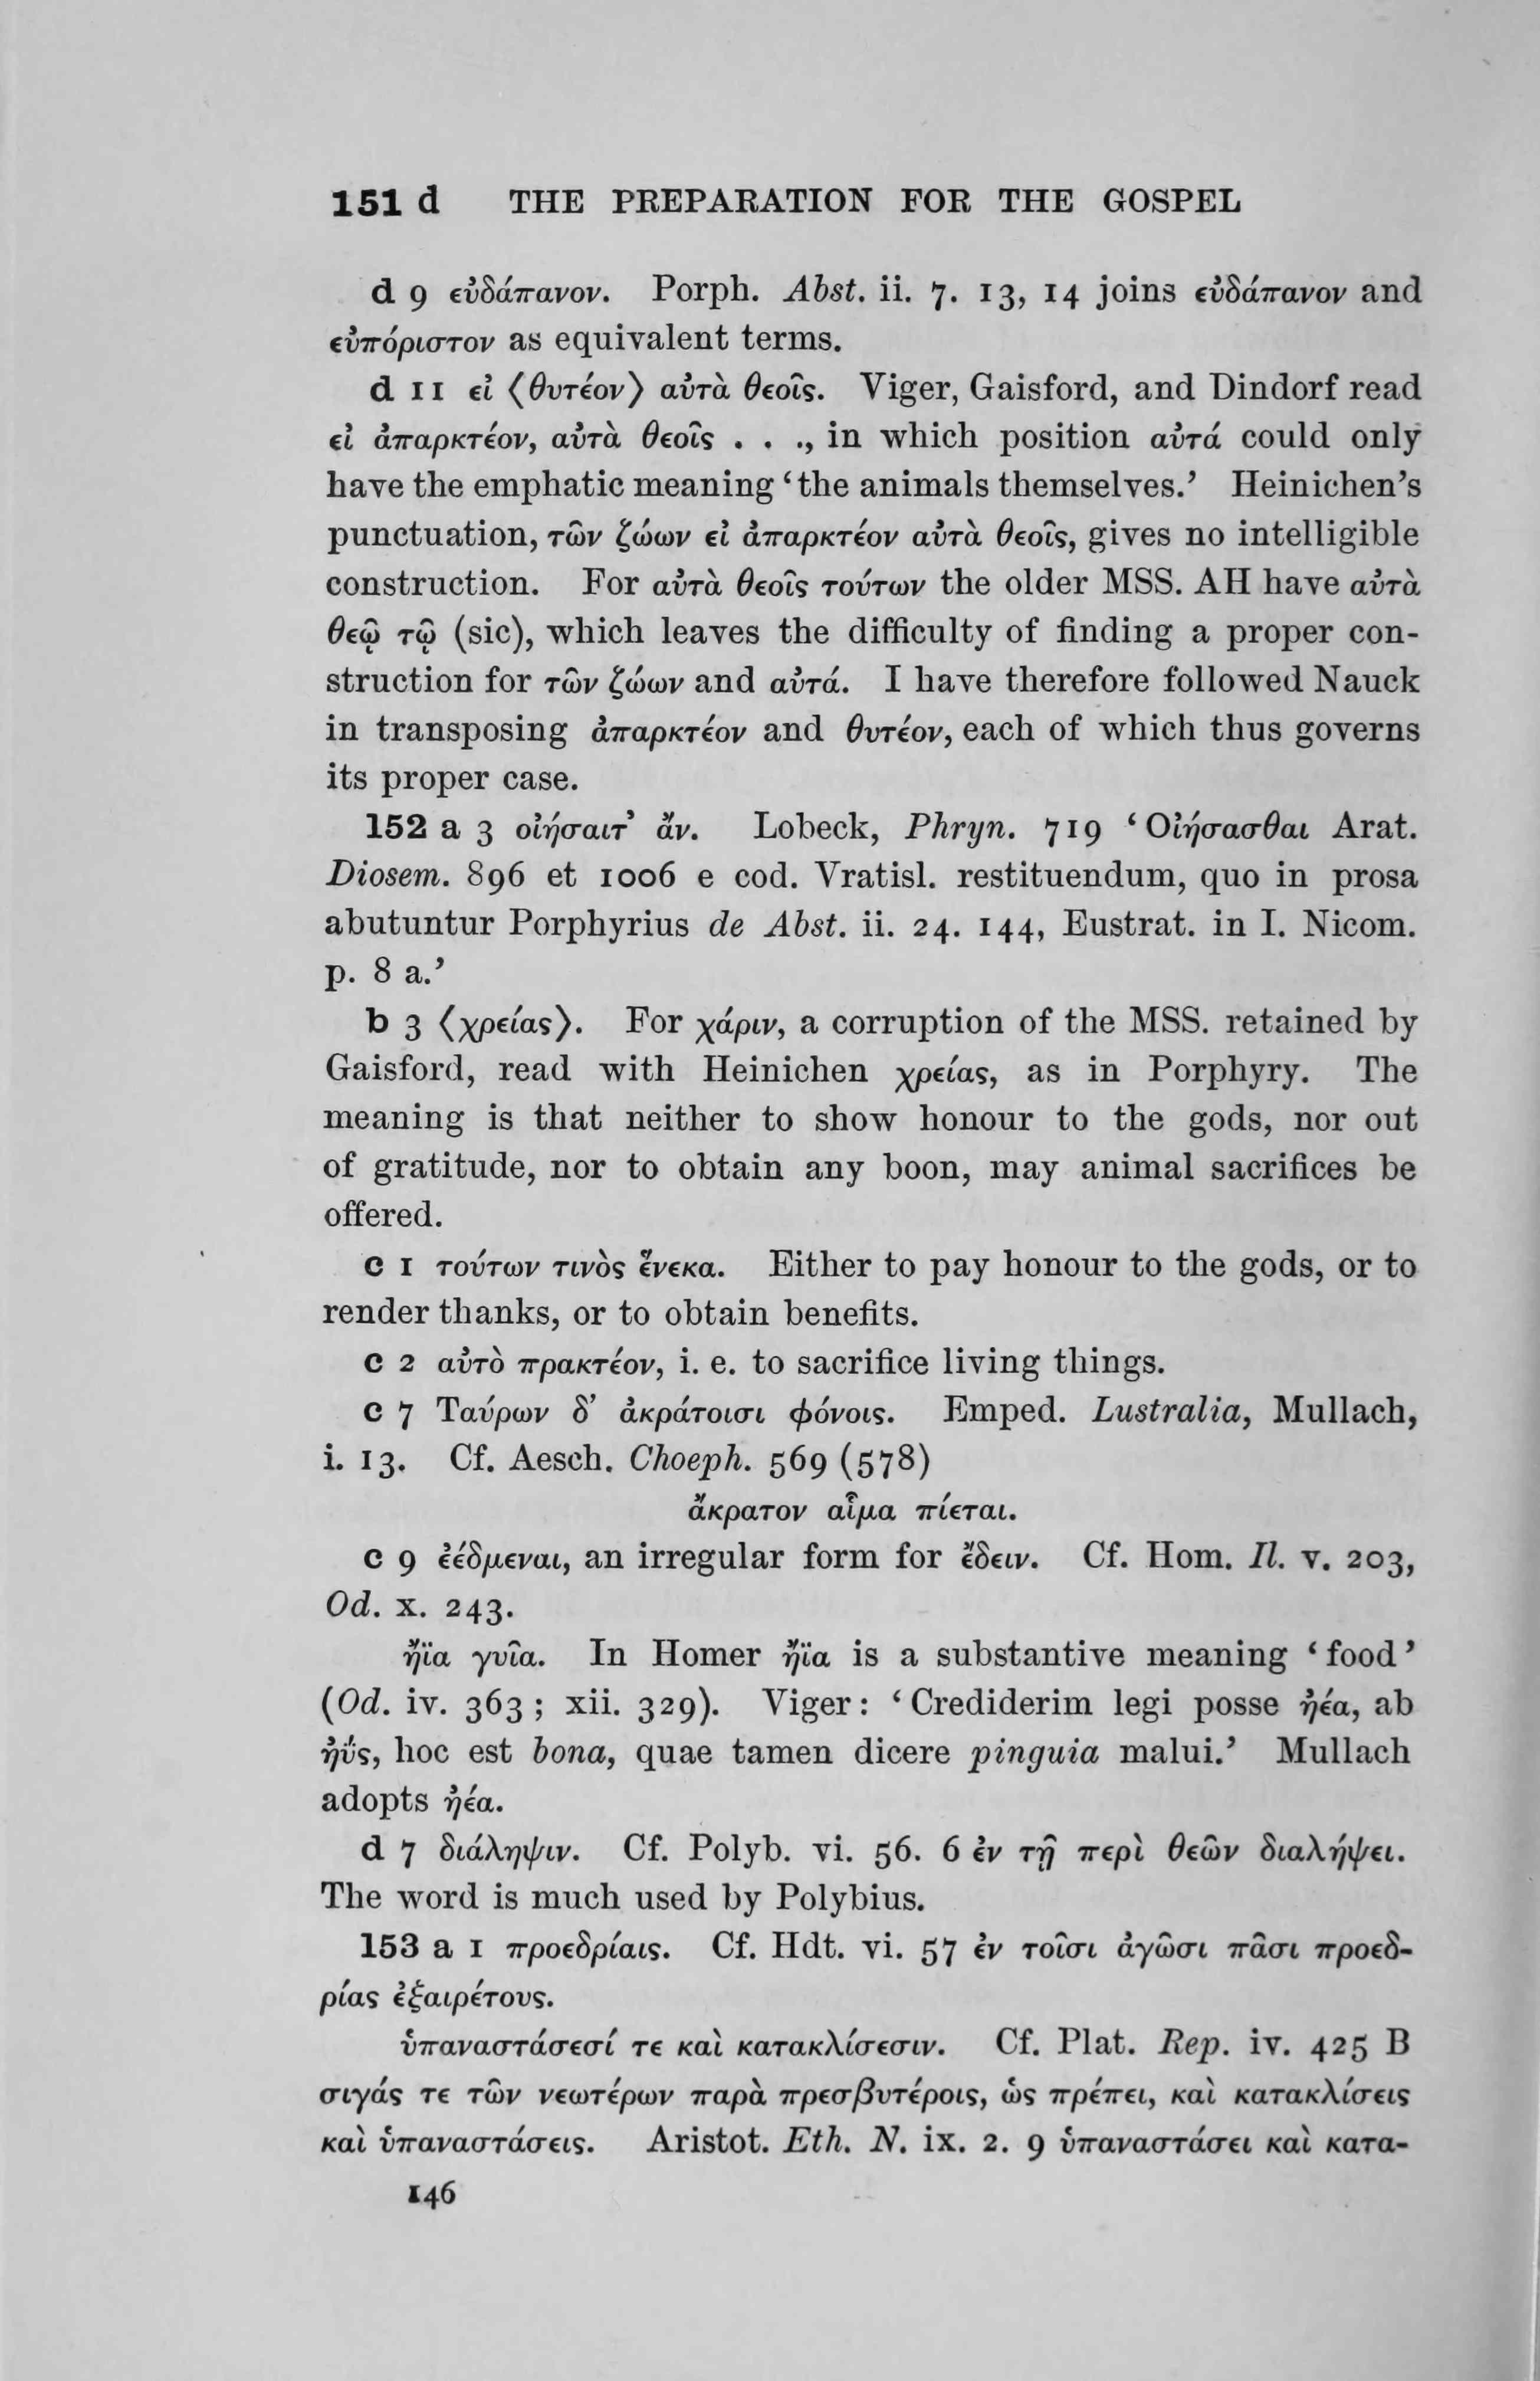 151 d THE PREPARATION FOR THE GOSPEL
d 9 εὐδάπανον. Porph. Abst. ii. 7. 13, 14 joins εὐδάπανον and
εὐπόριστον as equivalent terms.
d 11 εἰ ⟨θυτέον⟩ αὐτὰ θεοῖς. Viger, Gaisford, and Dindorf read
εἰ ἀπαρκτέον, αὐτὰ θεοῖς . . ., in which position αὐτά could only
have the emphatic meaning ‘the animals themselves.’ Heinichen’s
punctuation, τῶν ζώων εἰ ἀπαρκτέον αὐτὰ θεοῖς, gives no intelligible
construction. For αὐτὰ θεοῖς τούτων the older MSS. AH have αὐτὰ
θεῷ τῷ (sic), which leaves the difficulty of finding a proper con-
struction for τῶν ζώων and αὐτά. I have therefore followed Nauck
in transposing ἀπαρκτέον and θυτέον, each of which thus governs
its proper case.
152 a 3 οἰήσαιτ’ ἄν. Lobeck, Phryn. 719 ‘Οἰήσασθαι Arat.
Diosem. 896 et 1006 e cod. Vratisl. restituendum, quo in prosa
abutuntur Porphyrius de Abst. ii. 24. 144, Eustrat. in I. Nicom.
p. 8 a.’
b 3 ⟨χρείας⟩. For χάριν, a corruption of the MSS. retained by
Gaisford, read with Heinichen χρείας, as in Porphyry. The
meaning is that neither to show honour to the gods, nor out
of gratitude, nor to obtain any boon, may animal sacrifices be
offered.
c 1 τούτων τινὸς ἕνεκα. Either to pay honour to the gods, or to
render thanks, or to obtain benefits.
c 2 αὐτὸ πρακτέον, i. e. to sacrifice living things.
c 7 Ταύρων δ’ ἀκράτοισι φόνοις. Emped. Lustralia, Mullach,
i. 13. Cf. Aesch. Choeph. 569 (578)
ἄκρατον αἷμα πίεται.
c 9 ἐέδμεναι, an irregular form for ἔδειν. Cf. Hom. Il. v. 203,
Od. x. 243.
ἤϊα γυῖα. In Homer ἤϊα is a substantive meaning ‘food’
(Od. iv. 363; xii. 329). Viger: ‘Crediderim legi posse ἠέα, ab
ἠΰς, hoc est bona, quae tamen dicere pinguia malui.’ Mullach
adopts ἠέα.
d 7 διάληψιν. Cf. Polyb. vi. 56. 6 ἐν τῇ περὶ θεῶν διαλήψει.
The word is much used by Polybius.
153 a 1 προεδρίαις. Cf. Hdt. vi. 57 ἐν τοῖσι ἀγῶσι πᾶσι προεδ-
ρίας ἐξαιρέτους.
ὑπαναστάσεσί τε καὶ κατακλίσεσιν. Cf. Plat. Rep. iv. 425 B
σιγάς τε τῶν νεωτέρων παρὰ πρεσβυτέροις, ὡς πρέπει, καὶ κατακλίσεις
καὶ ὑπαναστάσεις. Aristot. Eth. N. ix. 2. 9 ὑπαναστάσει καὶ κατα-
146